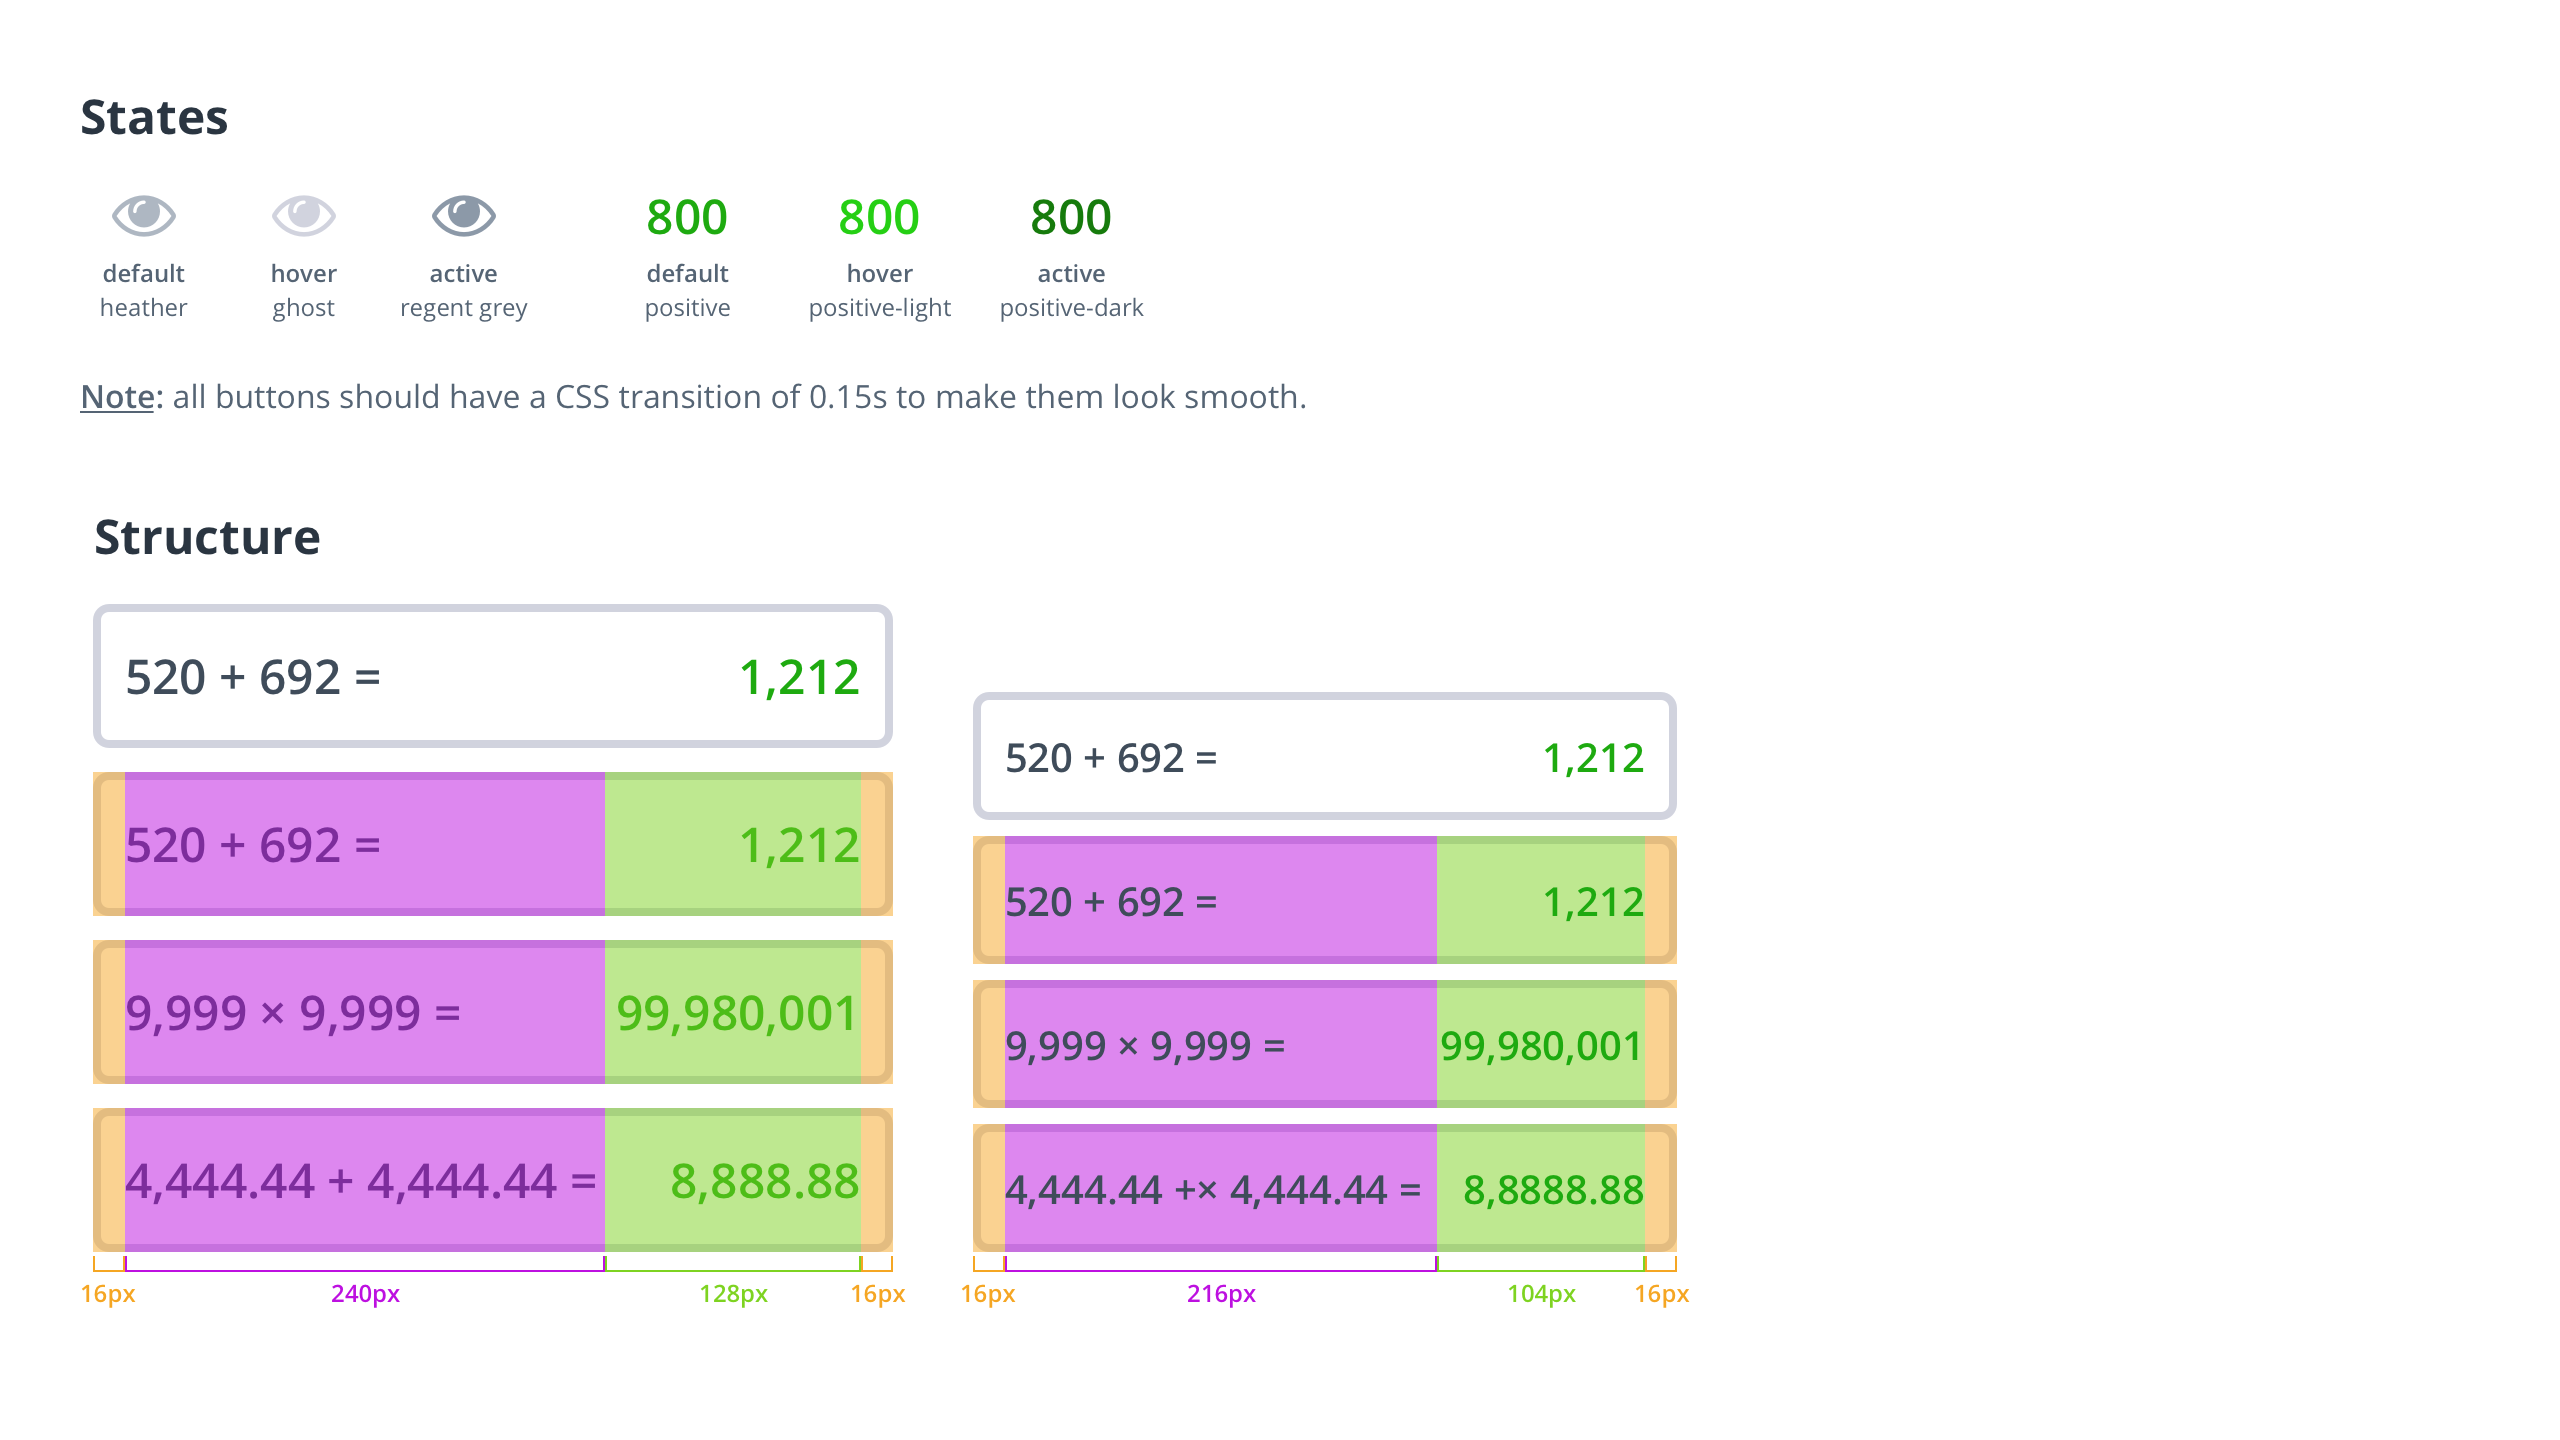 States
800 800 800
default hover active default hover active
heather ghost regent grey positive positive-light positive-dark
Note: all buttons should have a CSS transition of 0.15s to make them look smooth.
Structure
520 + 692 = 1,212
520 + 692 = 1,212
9,999 × 9,999 = 99,980,001
4,444.44 + 4,444.44 = 8,888.88
16px 240px 128px 16px
520 + 692 = 1,212
520 + 692 = 1,212
9,999 × 9,999 = 99,980,001
4,444.44 +× 4,444.44 = 8,8888.88
16px 216px 104px 16px